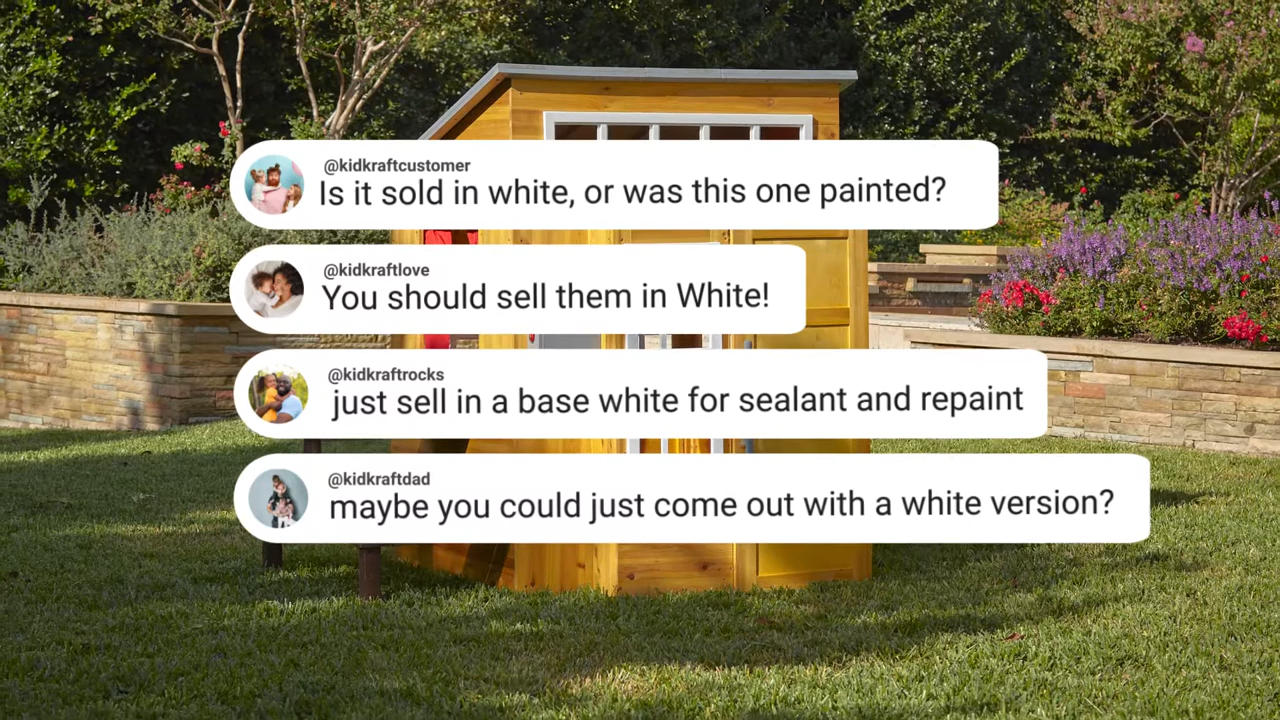 @kidkraftcustomer
Is it sold in white, or was this one painted?
@kidkraftlove
You should sell them in White!
@kidkraftrocks
just sell in a base white for sealant and repaint
@kidkraftdad
maybe you could just come out with a white version?